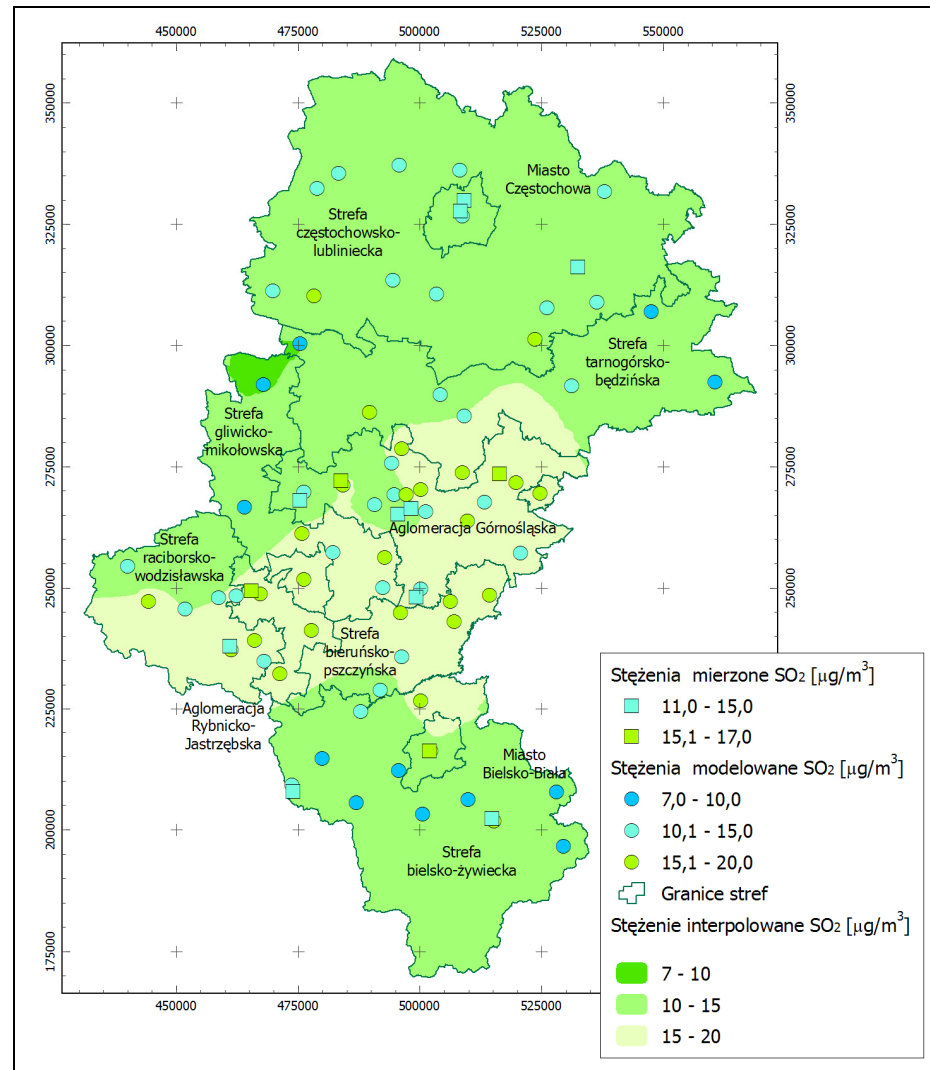 450000 475000 500000 525000 550000
350000 350000
325000 325000
300000 300000
275000 275000
250000 250000
225000
200000
175000
Miasto
Częstochowa
Strefa
częstochowsko-
lubliniecka
Strefa
tarnogórsko-
będzińska
Strefa
gliwicko-
mikołowska
Aglomeracja Górnośląska
Strefa
raciborsko-
wodzisławska
Strefa
bieruńsko-
pszczyńska
Aglomeracja
Rybnicko-
Jastrzębska
Miasto
Bielsko-Biała
Strefa
bielsko-żywiecka
450000 475000 500000 525000
Stężenia mierzone SO2 [μg/m3]
11,0 - 15,0
15,1 - 17,0
Stężenia modelowane SO2 [μg/m3]
7,0 - 10,0
10,1 - 15,0
15,1 - 20,0
Granice stref
Stężenie interpolowane SO2 [μg/m3]
7 - 10
10 - 15
15 - 20